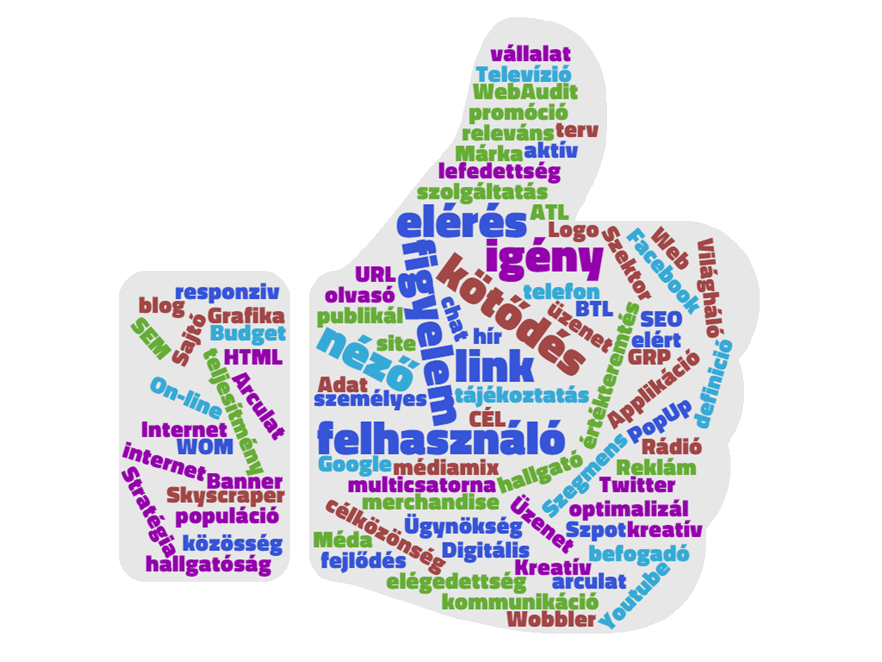 vállalat
Televízió
WebAudit
promóció
releváns
terv
Márka
aktív
lefedettség
szolgáltatás
elérés
ATL
Logo
igény
figyelem
kötődés
Szektor
Facebook
Web
Világháló
URL
olvasó
publikál
chat
telefon
BTL
üzenet
hír
SEO
elért
GRP
site
néző
link
Adat
személyes
tájékoztatás
CÉL
értékteremtés
Applikáció
definíció
PopUp
felhasználó
Google
médiamix
hallgató
Szegmens
Rádió
Reklám
Twitter
multicsatorna
merchandise
célközönség
Ügynökség
Üzenet
optimalizál
Szpot
kreatív
Méda
fejlődés
Digitális
befogadó
Kreatív
arculat
Youtube
elégedettség
kommunikáció
Wobbler
responziv
blog
Grafika
Sajtó
SEM
Budget
HTML
teljesítmény
Arculat
On-line
Internet
WOM
internet
Banner
Skyscraper
Stratégia
populáció
közösség
hallgatóság